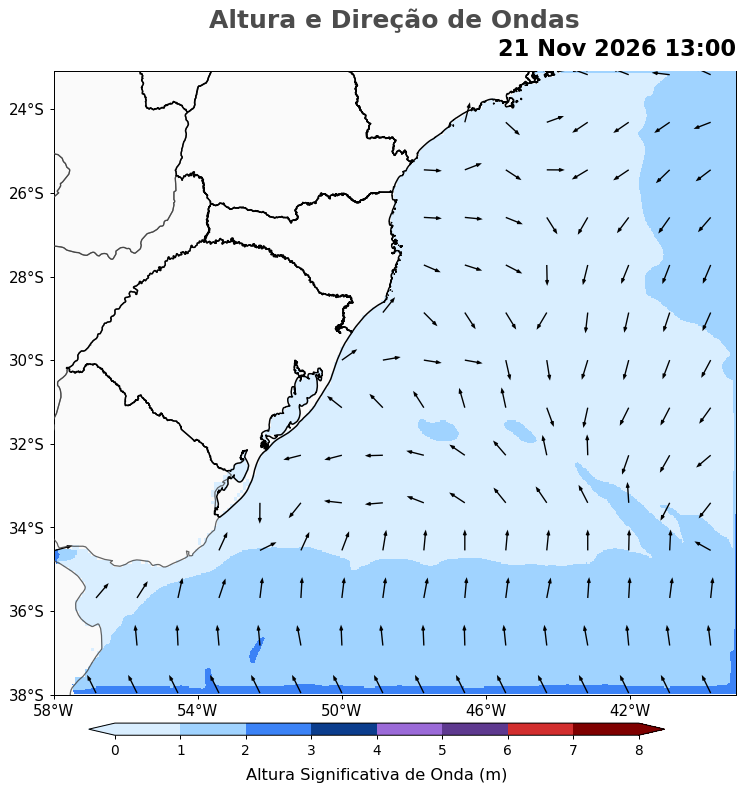 Altura e Direção de Ondas
21 Nov 2026 13:00
24°S
26°S
28°S
30°S
32°S
34°S
36°S
38°S
58°W 54°W 50°W 46°W 42°W
0 1 2 3 4 5 6 7 8
Altura Significativa de Onda (m)